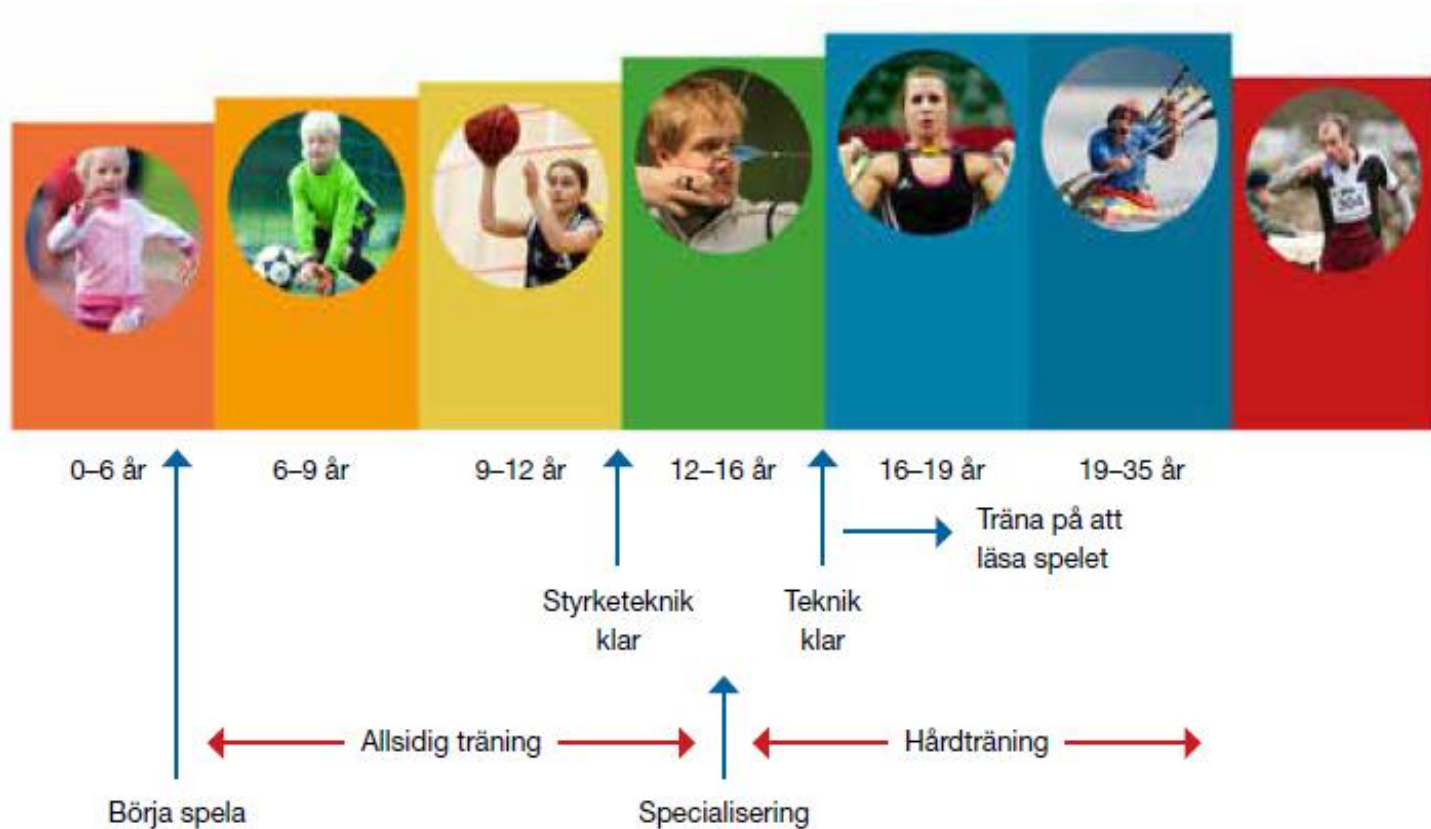 304
0–6 år
6–9 år
9–12 år
12–16 år
16–19 år
19–35 år
Träna på att
läsa spelet
Styrketeknik
klar
Teknik
klar
Allsidig träning
Hårdträning
Börja spela
Specialisering